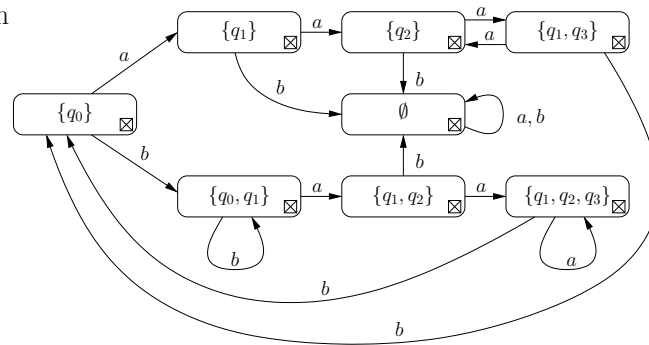 n
{q₁} a {q₂} a a {q₁, q₃}
a b b
{q₀} ∅ a, b
b b
{q₀, q₁} a {q₁, q₂} a {q₁, q₂, q₃}
b a
b
b